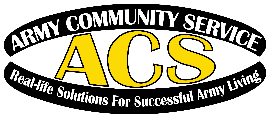 ARMY COMMUNITY SERVICE
ACS
Real-life Solutions For Successful Army Living